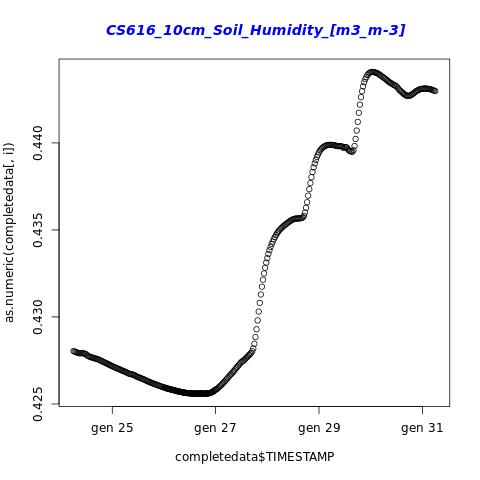 CS616_10cm_Soil_Humidity_[m3_m-3]
as.numeric(completedata[, i])
0.440
0.435
0.430
0.425
gen 25
gen 27
gen 29
gen 31
completedata$TIMESTAMP